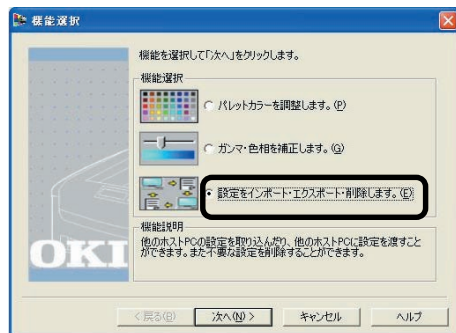 機能選択
機能を選択して「次へ」をクリックします。
機能選択
パレットカラーを調整します。(P)
ガンマ・色相を補正します。(G)
設定をインポート・エクスポート・削除します。(E)
機能説明
他のホストPCの設定を取り込んだり、他のホストPCに設定を渡すこと
ができます。また不要な設定を削除することができます。
OKI
< 戻る(B) 次へ(N) > キャンセル ヘルプ